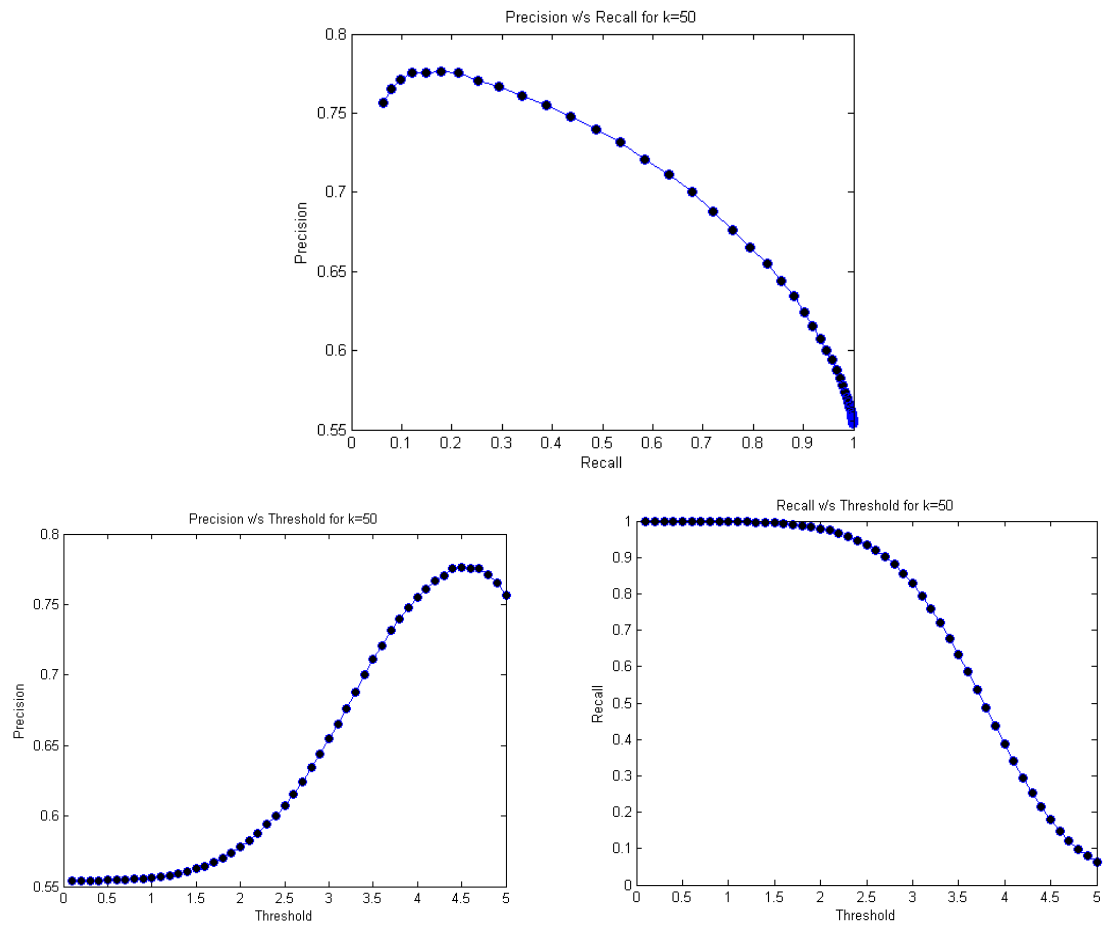 Precision v/s Recall for k=50
0.8
0.75
0.7
0.65
0.6
0.55
Precision
0 0.1 0.2 0.3 0.4 0.5 0.6 0.7 0.8 0.9 1
Recall
Precision v/s Threshold for k=50
0.8
0.75
0.7
0.65
0.6
0.55
Precision
0 0.5 1 1.5 2 2.5 3 3.5 4 4.5 5
Threshold
Recall v/s Threshold for k=50
1
0.9
0.8
0.7
0.6
0.5
0.4
0.3
0.2
0.1
0
Recall
0 0.5 1 1.5 2 2.5 3 3.5 4 4.5 5
Threshold